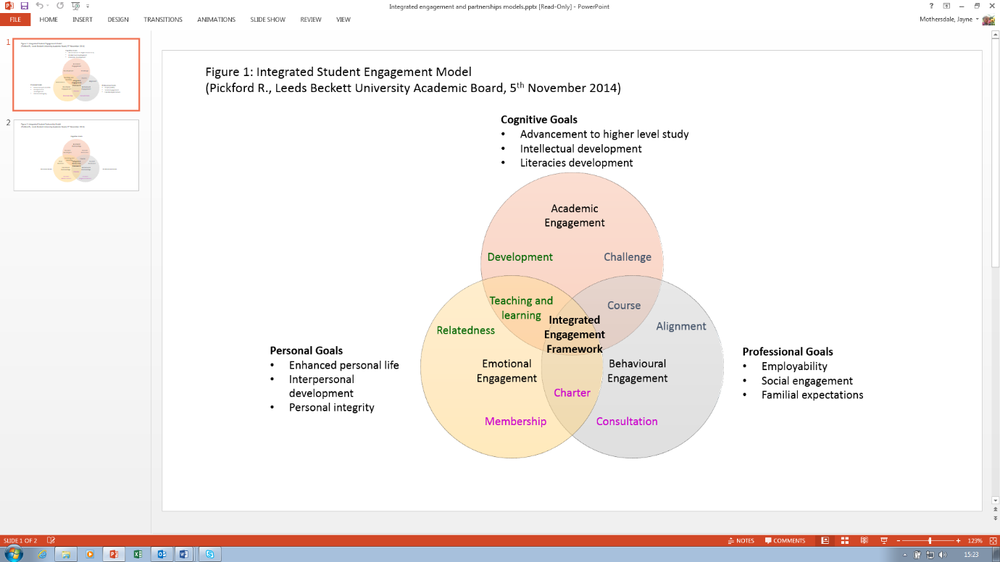 Integrated engagement and partnerships models.pptx [Read-Only] - PowerPoint
FILE HOME INSERT DESIGN TRANSITIONS ANIMATIONS SLIDE SHOW REVIEW VIEW
Mothersdale, Jayne
1
2
Figure 1: Integrated Student Engagement Model
(Pickford R., Leeds Beckett University Academic Board, 5th November 2014)
Cognitive Goals
• Advancement to higher level study
• Intellectual development
• Literacies development
Academic
Engagement
Development
Challenge
Teaching and
learning
Course
Integrated
Engagement
Framework
Relatedness
Alignment
Personal Goals
• Enhanced personal life
• Interpersonal
development
• Personal integrity
Emotional
Engagement
Behavioural
Engagement
Charter
Membership
Consultation
Professional Goals
• Employability
• Social engagement
• Familial expectations
SLIDE 1 OF 2
NOTES
COMMENTS
123%
15:23